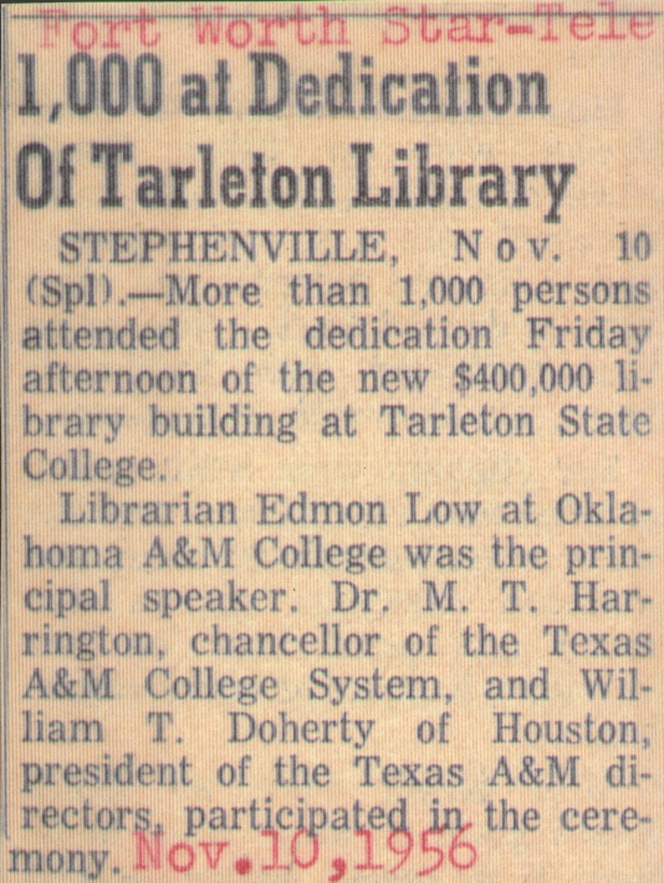 Fort Worth Star-Tele
1,000 at Dedication
Of Tarleton Library
STEPHENVILLE, Nov. 10
(Spl).—More than 1,000 persons
attended the dedication Friday
afternoon of the new $400,000 li-
brary building at Tarleton State
College.
Librarian Edmon Low at Okla-
homa A&M College was the prin-
cipal speaker. Dr. M. T. Har-
rington, chancellor of the Texas
A&M College System, and Wil-
liam T. Doherty of Houston,
president of the Texas A&M di-
rectors, participated in the cere-
mony. Nov.10,1956